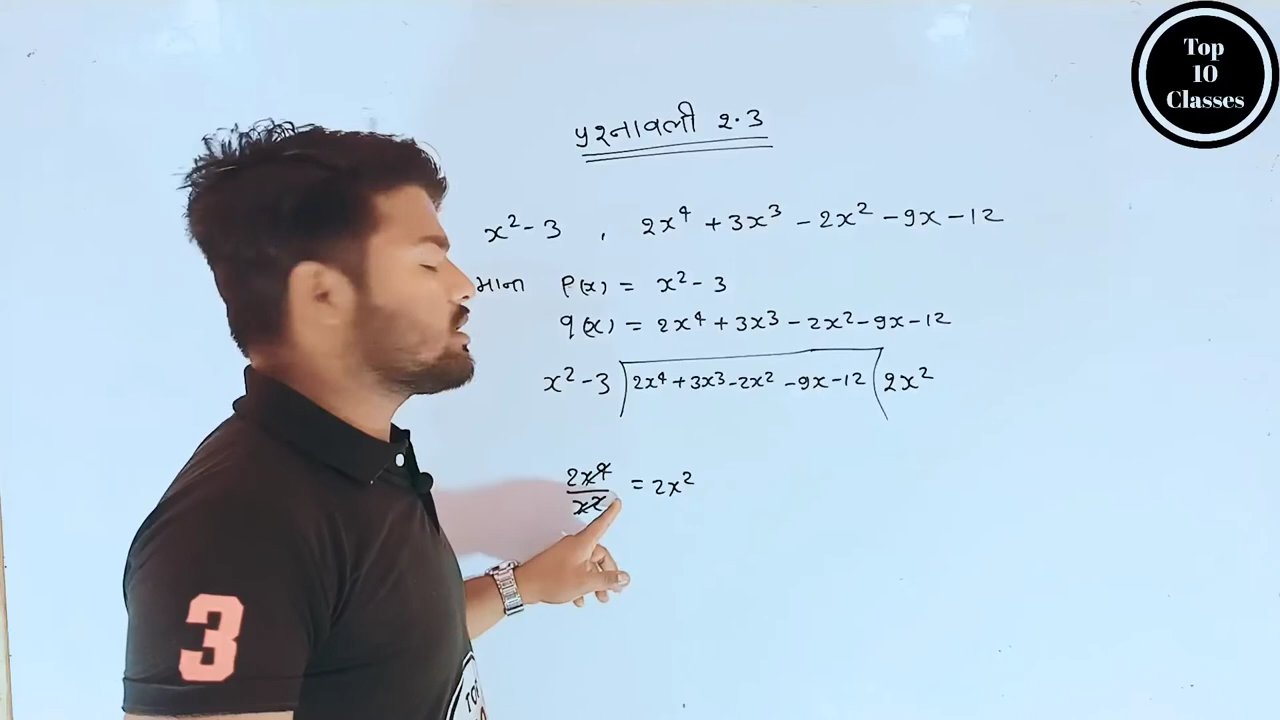 Top
10
Classes
प्रश्नावली 2.3
x² - 3 , 2x⁴ + 3x³ - 2x² - 9x - 12
माना P(x) = x² - 3
q(x) = 2x⁴ + 3x³ - 2x² - 9x - 12
x² - 3 ) 2x⁴ + 3x³ - 2x² - 9x - 12 ( 2x²
2x⁴ / x² = 2x²
3